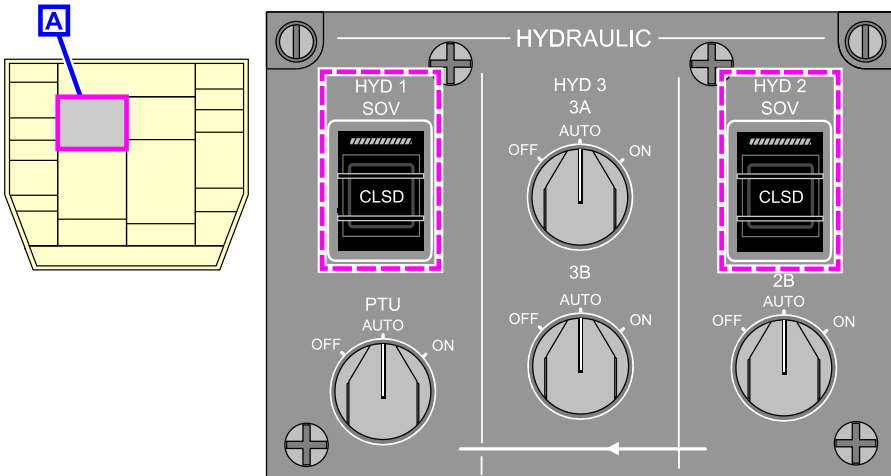 A
HYDRAULIC
HYD 1
SOV
CLSD
HYD 3
3A
AUTO
OFF
ON
HYD 2
SOV
CLSD
PTU
AUTO
OFF
ON
3B
AUTO
OFF
ON
2B
AUTO
OFF
ON